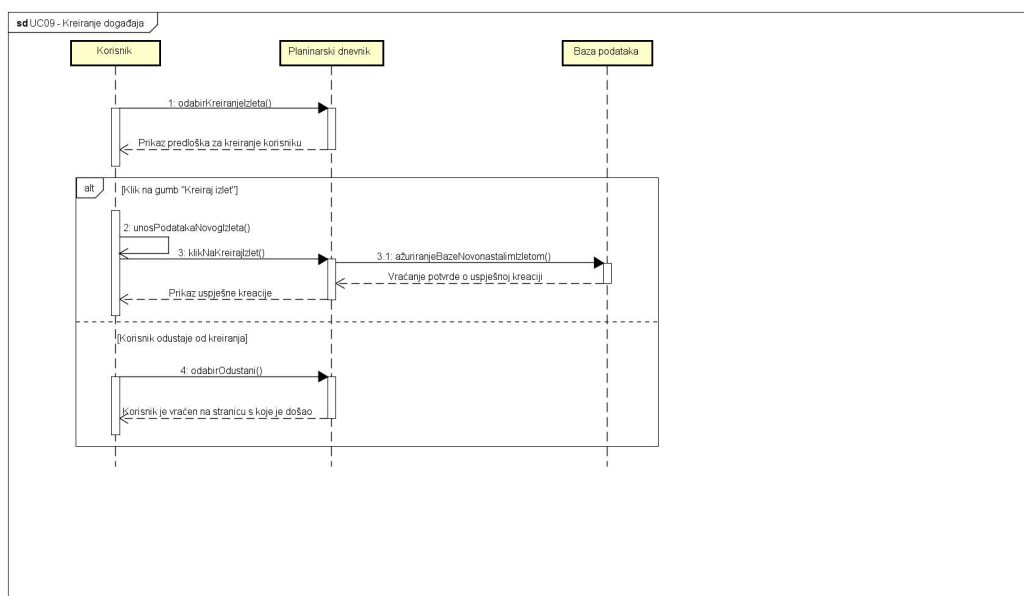 sd UC09 - Kreiranje događaja
Korisnik
Planinarski dnevnik
Baza podataka
1: odabirKreiranjeIzleta()
Prikaz predloška za kreiranje korisniku
alt
[Klik na gumb "Kreiraj izlet"]
2: unosPodatakaNovogIzleta()
3: klikNaKreirajIzlet()
3.1: ažuriranjeBazeNovonastalimIzletom()
Vraćanje potvrde o uspješnoj kreaciji
Prikaz uspješne kreacije
[Korisnik odustaje od kreiranja]
4: odabirOdustani()
Korisnik je vraćen na stranicu s koje je došao